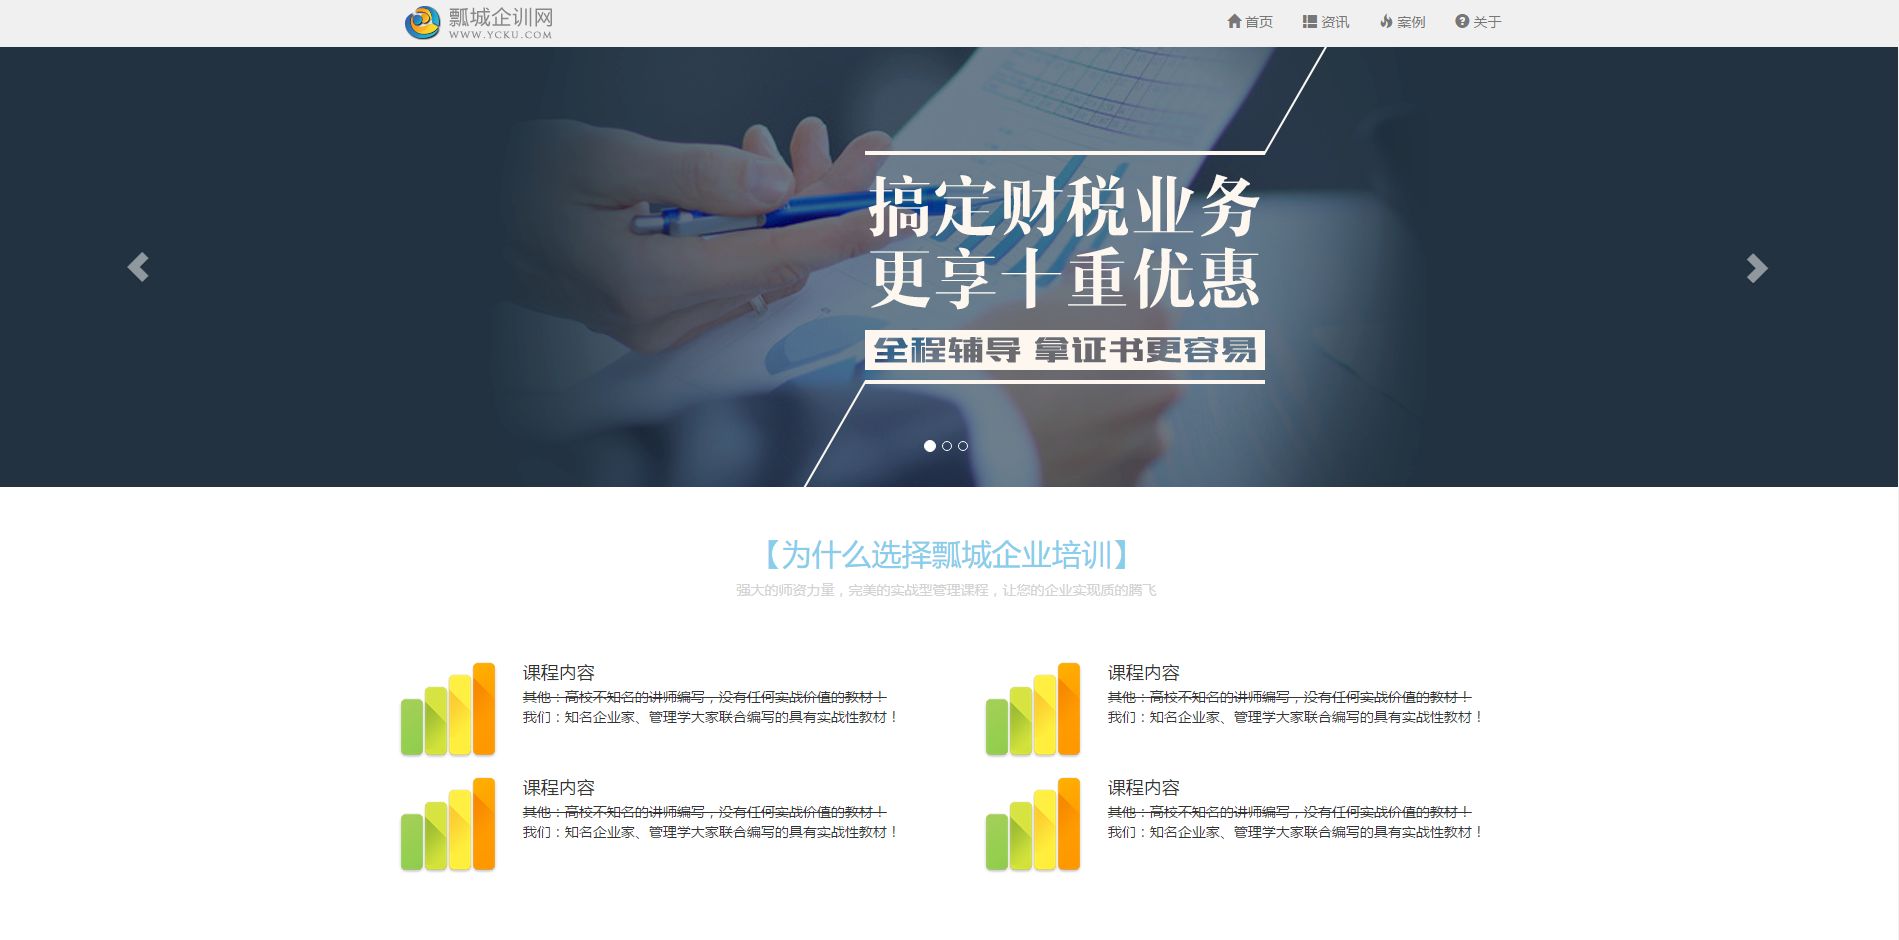 瓢城企训网
WWW.YCKU.COM
首页 资讯 案例 关于
搞定财税业务
更享十重优惠
全程辅导 拿证书更容易
【为什么选择瓢城企业培训】
强大的师资力量，完美的实战型管理课程，让您的企业实现质的腾飞
课程内容
其他：高校不知名的讲师编写，没有任何实战价值的教材！
我们：知名企业家、管理学大家联合编写的具有实战性教材！
课程内容
其他：高校不知名的讲师编写，没有任何实战价值的教材！
我们：知名企业家、管理学大家联合编写的具有实战性教材！
课程内容
其他：高校不知名的讲师编写，没有任何实战价值的教材！
我们：知名企业家、管理学大家联合编写的具有实战性教材！
课程内容
其他：高校不知名的讲师编写，没有任何实战价值的教材！
我们：知名企业家、管理学大家联合编写的具有实战性教材！